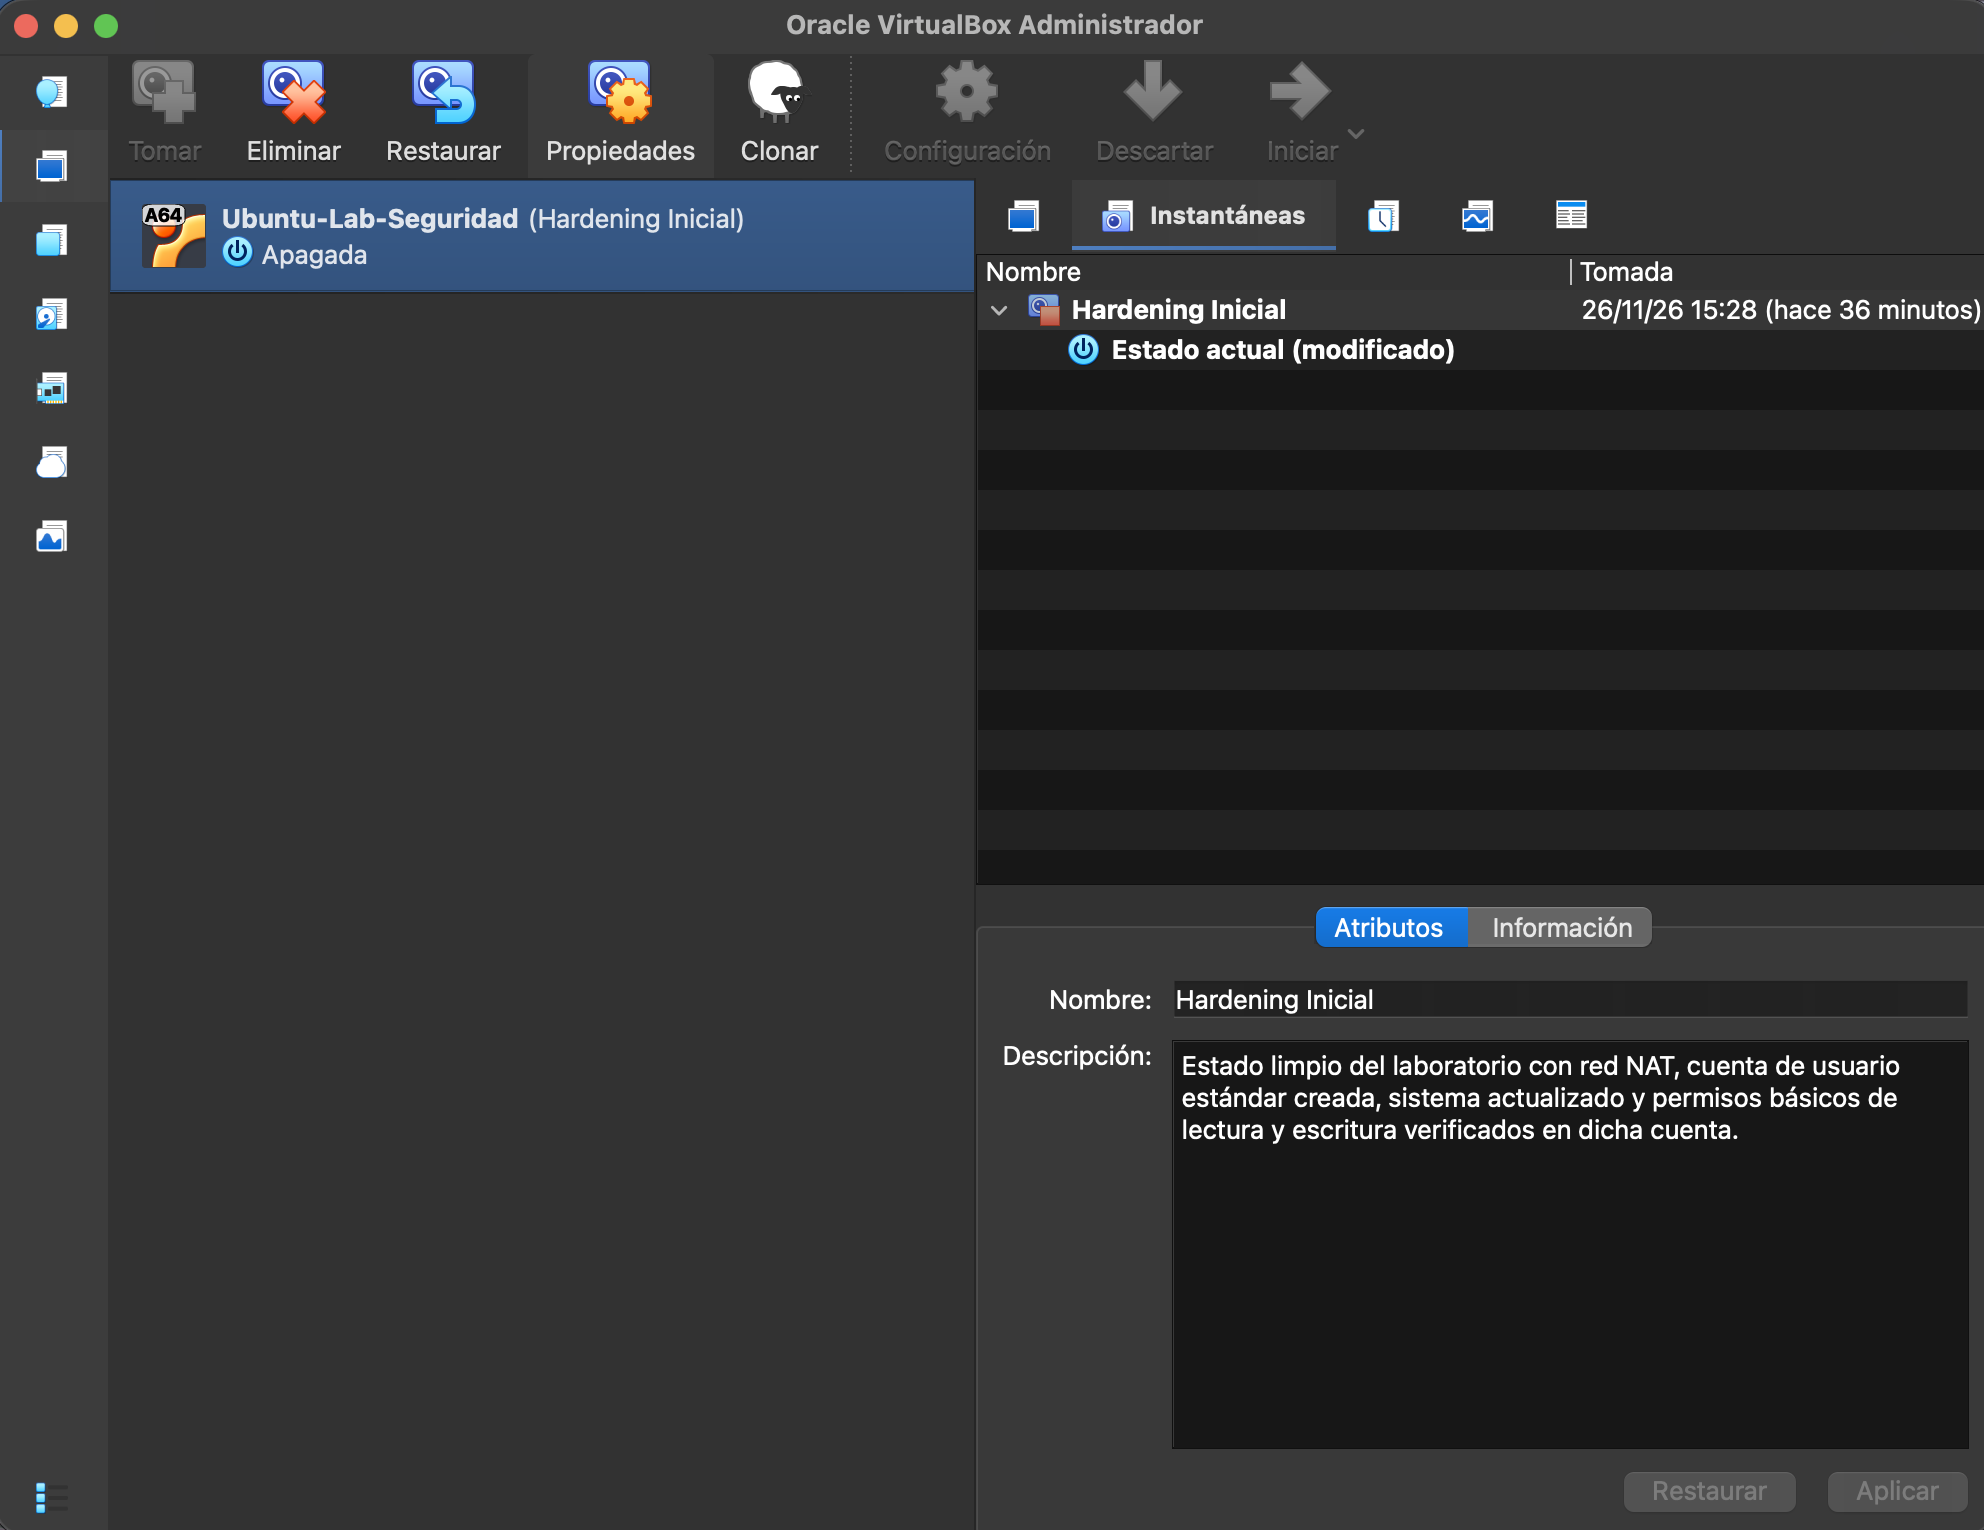 Oracle VirtualBox Administrador
Tomar
Eliminar
Restaurar
Propiedades
Clonar
Configuración
Descartar
Iniciar
A64
Ubuntu-Lab-Seguridad (Hardening Inicial)
Apagada
Instantáneas
Nombre
Tomada
Hardening Inicial
26/11/26 15:28 (hace 36 minutos)
Estado actual (modificado)
Atributos
Información
Nombre:
Hardening Inicial
Descripción:
Estado limpio del laboratorio con red NAT, cuenta de usuario
estándar creada, sistema actualizado y permisos básicos de
lectura y escritura verificados en dicha cuenta.
Restaurar
Aplicar